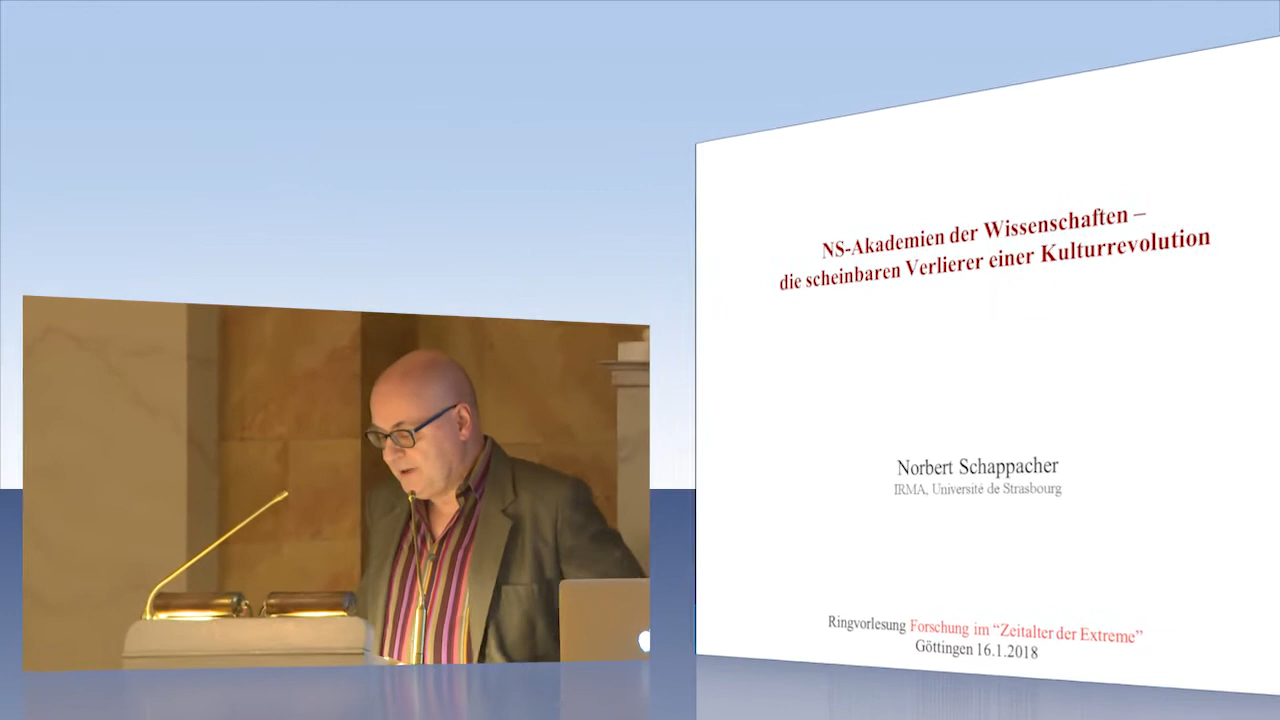 NS-Akademien der Wissenschaften –
die scheinbaren Verlierer einer Kulturrevolution
Norbert Schappacher
IRMA, Université de Strasbourg
Ringvorlesung Forschung im “Zeitalter der Extreme”
Göttingen 16.1.2018